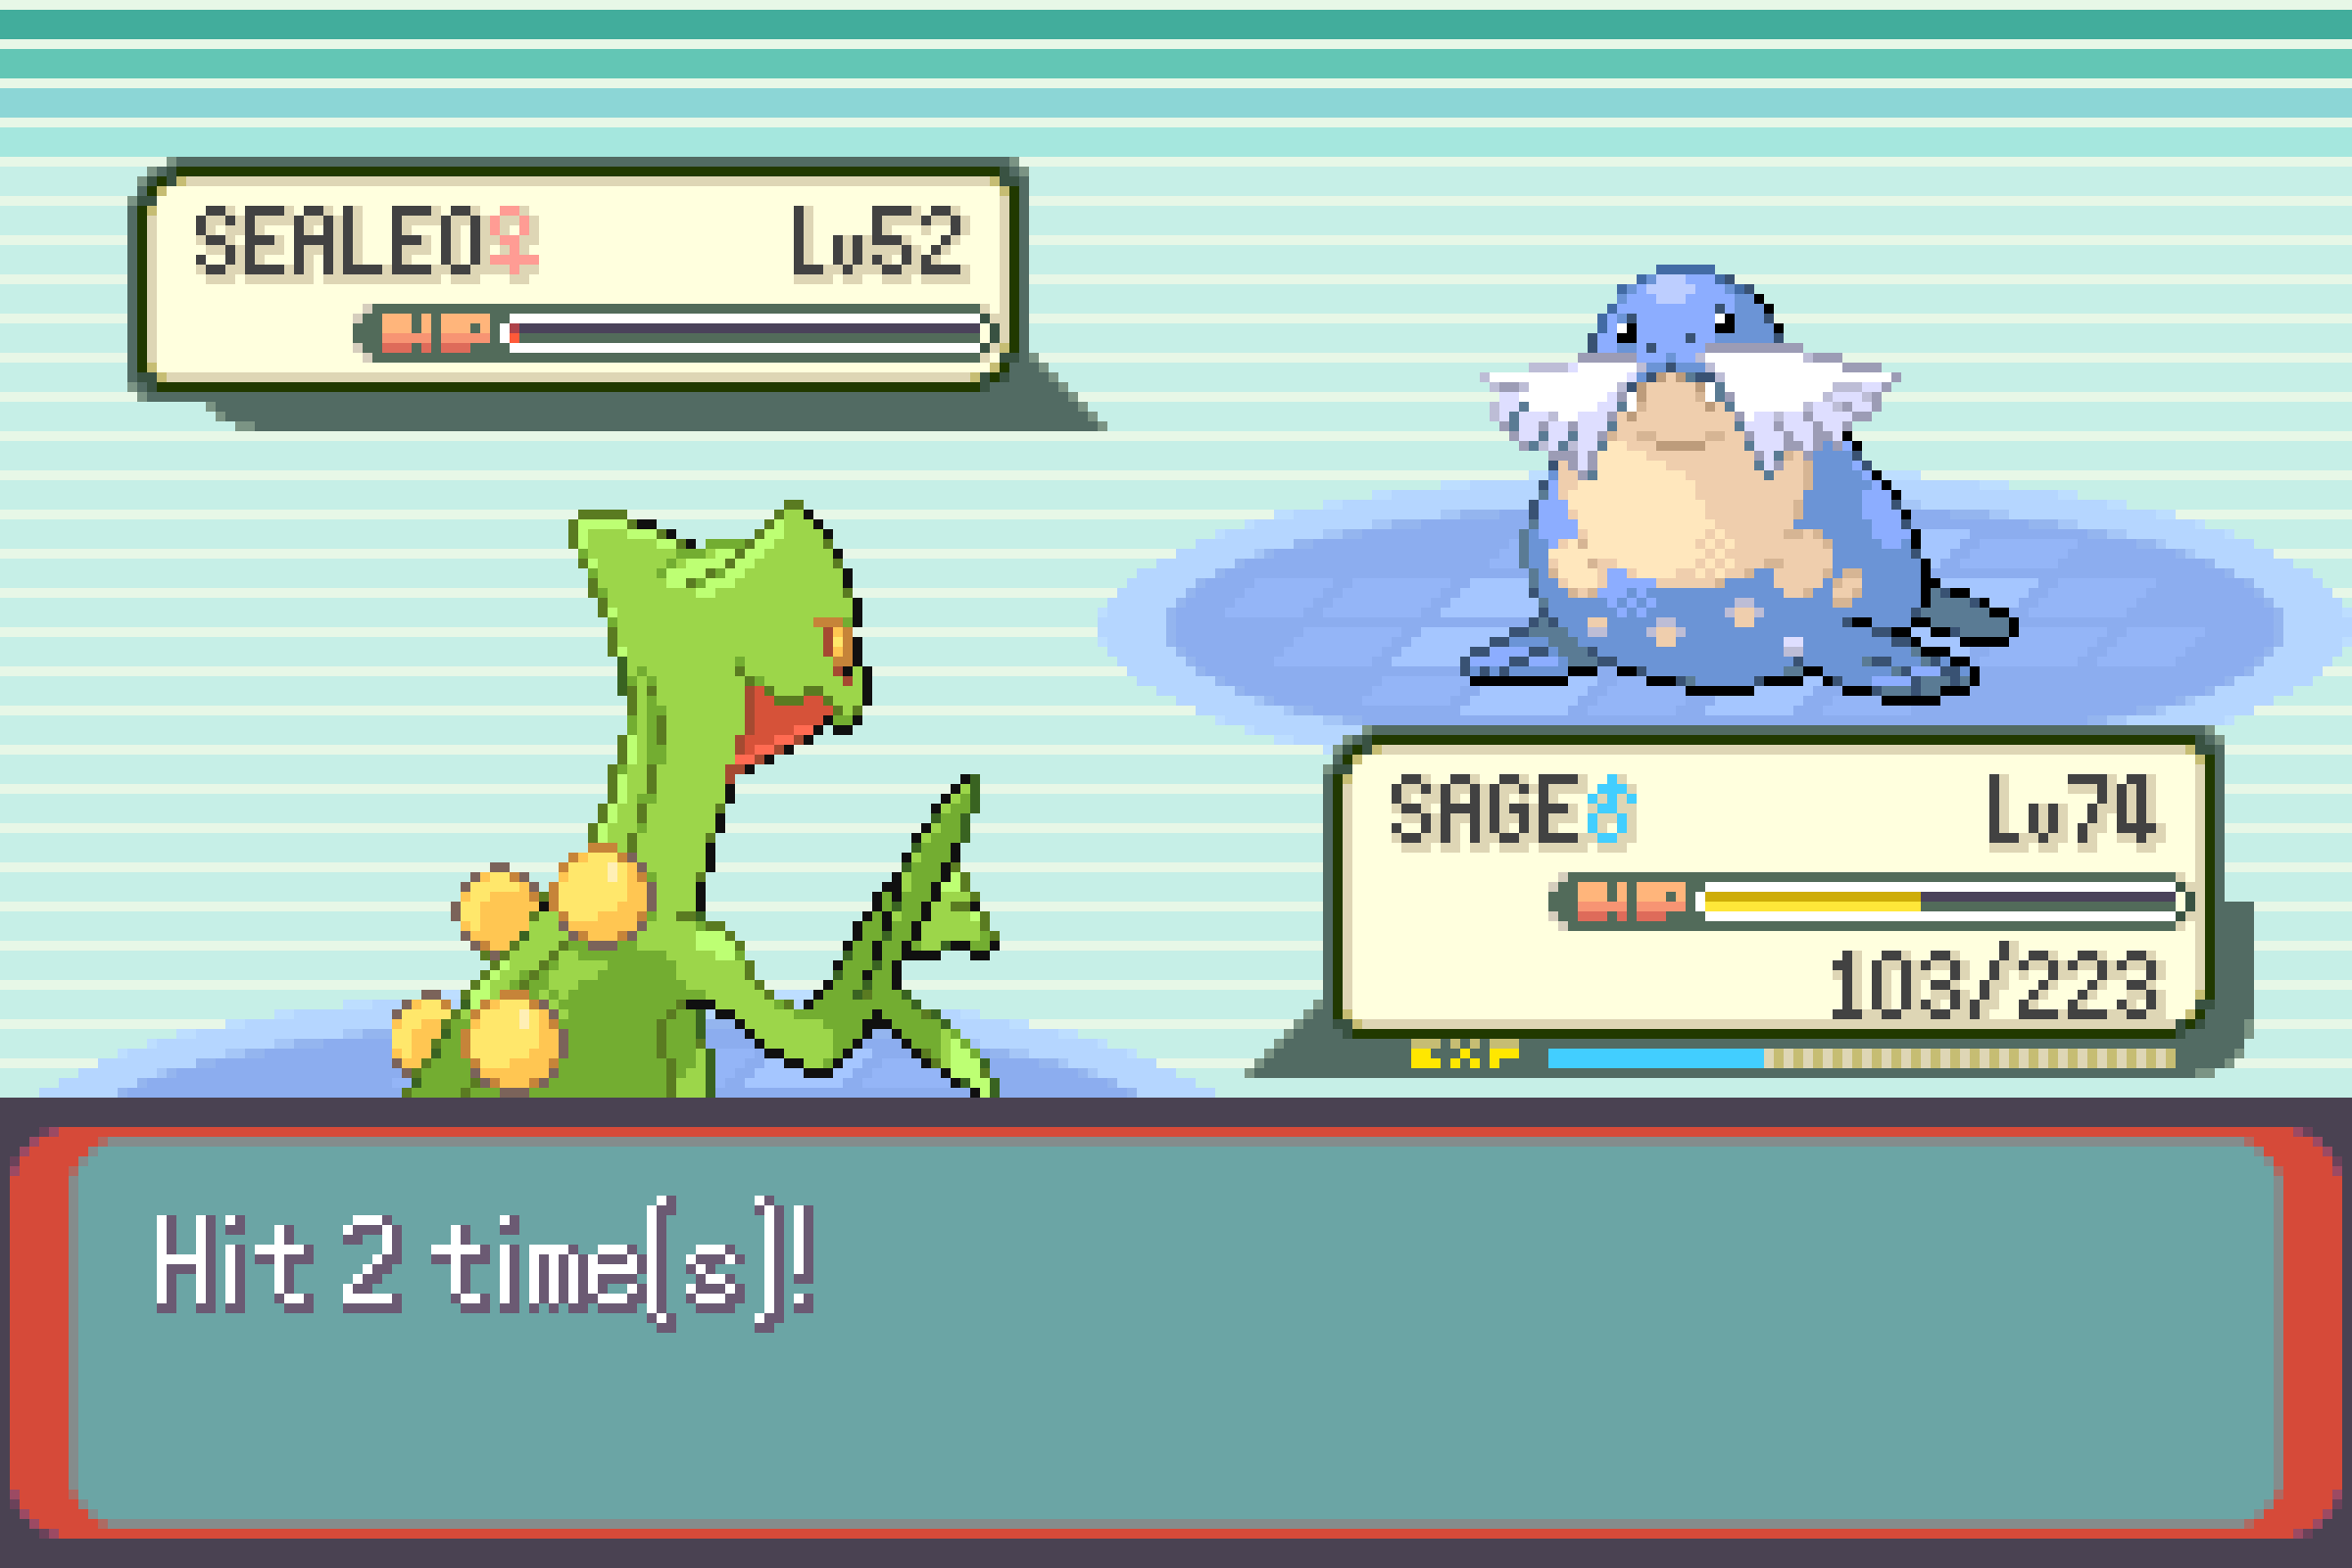 SEALEO♀ Lv52
HP
SAGE♂ Lv74
HP
103/223
EXP
Hit 2 time(s)!